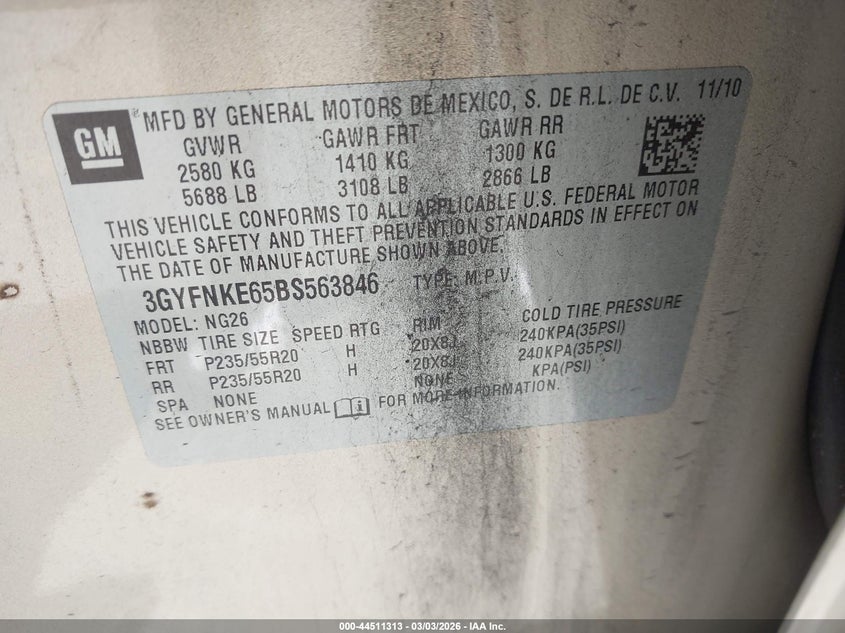 GM
® MFD BY GENERAL MOTORS DE MEXICO, S. DE R.L. DE C.V. 11/10
GVWR GAWR FRT GAWR RR
2580 KG 1410 KG 1300 KG
5688 LB 3108 LB 2866 LB
THIS VEHICLE CONFORMS TO ALL APPLICABLE U.S. FEDERAL MOTOR
VEHICLE SAFETY AND THEFT PREVENTION STANDARDS IN EFFECT ON
THE DATE OF MANUFACTURE SHOWN ABOVE.
3GYFNKE65BS563846 TYPE: M.P.V.
MODEL: NG26
NBBW TIRE SIZE SPEED RTG RIM COLD TIRE PRESSURE
FRT P235/55R20 H 20X8J 240KPA(35PSI)
RR P235/55R20 H 20X8J 240KPA(35PSI)
SPA NONE NONE KPA(PSI)
SEE OWNER'S MANUAL FOR MORE INFORMATION.
000-44511313 - 03/03/2026 - IAA Inc.